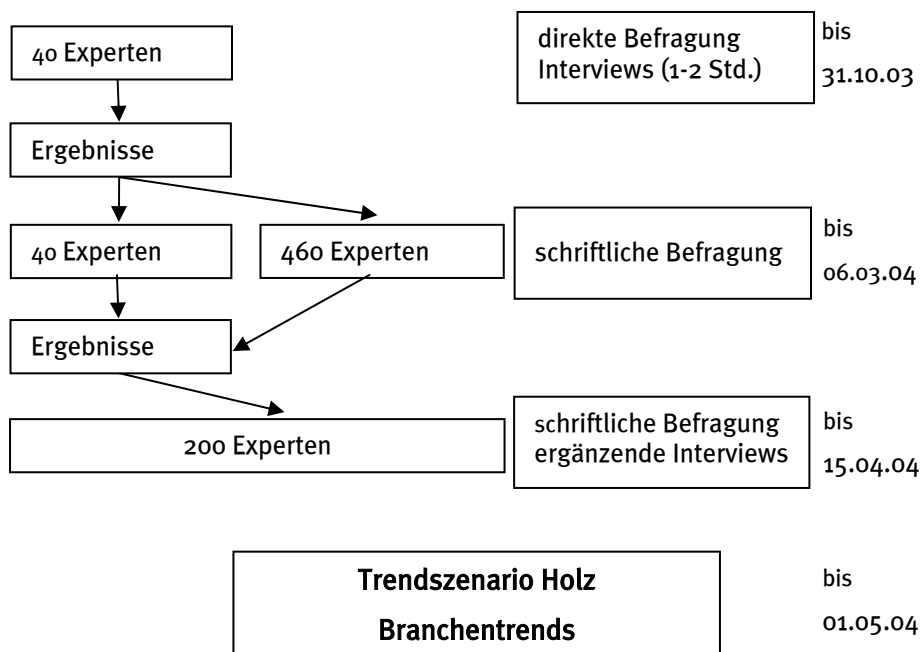 40 Experten
direkte Befragung
Interviews (1-2 Std.)
bis
31.10.03
Ergebnisse
40 Experten
460 Experten
schriftliche Befragung
bis
06.03.04
Ergebnisse
200 Experten
schriftliche Befragung
ergänzende Interviews
bis
15.04.04
Trendszenario Holz
Branchentrends
bis
01.05.04